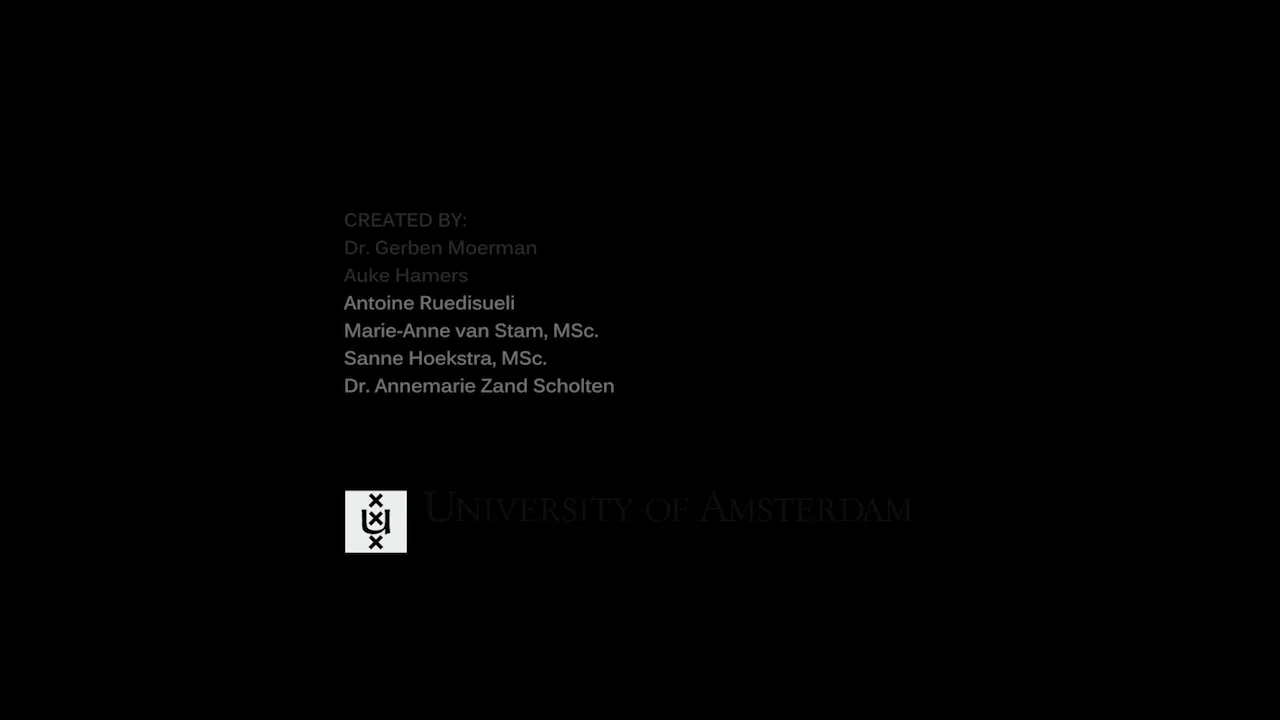 CREATED BY:
Dr. Gerben Moerman
Auke Hamers
Antoine Ruedisueli
Marie-Anne van Stam, MSc.
Sanne Hoekstra, MSc.
Dr. Annemarie Zand Scholten
UNIVERSITY OF AMSTERDAM